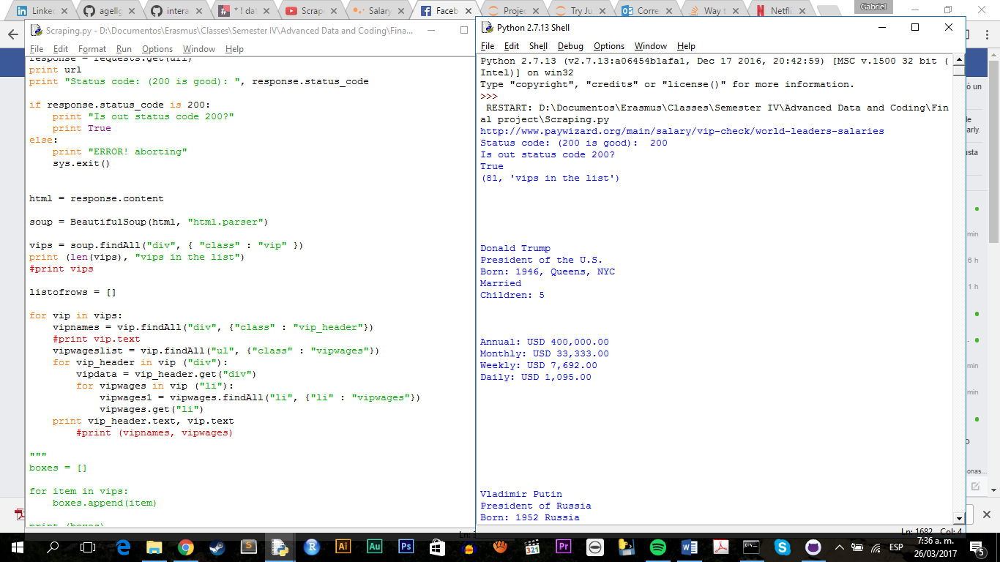 Linked
agellg
intera
* ! dat
Scrape
Salary
Faceb
Projec
Try Ju
Correc
Way t
Netfli
Gabriel
Scraping.py - D:\Documentos\Erasmus\Classes\Semester IV\Advanced Data and Coding\Fina...
File Edit Format Run Options Window Help
response = requests.get(url)
print url
print "Status code: (200 is good): ", response.status_code
if response.status_code is 200:
print "Is out status code 200?"
print True
else:
print "ERROR! aborting"
sys.exit()
html = response.content
soup = BeautifulSoup(html, "html.parser")
vips = soup.findAll("div", { "class" : "vip" })
print (len(vips), "vips in the list")
#print vips
listofrows = []
for vip in vips:
vipnames = vip.findAll("div", {"class" : "vip_header"})
#print vip.text
vipwageslist = vip.findAll("ul", {"class" : "vipwages"})
for vip_header in vip ("div"):
vipdata = vip_header.get("div")
for vipwages in vip ("li"):
vipwages1 = vipwages.findAll("li", {"li" : "vipwages"})
vipwages.get("li")
print vip_header.text, vip.text
#print (vipnames, vipwages)
"""
boxes = []
for item in vips:
boxes.append(item)
print (boxes)
Python 2.7.13 Shell
File Edit Shell Debug Options Window Help
Python 2.7.13 (v2.7.13:a06454b1afa1, Dec 17 2016, 20:42:59) [MSC v.1500 32 bit (
Intel)] on win32
Type "copyright", "credits" or "license()" for more information.
>>>
RESTART: D:\Documentos\Erasmus\Classes\Semester IV\Advanced Data and Coding\Fin
al project\Scraping.py
http://www.paywizard.org/main/salary/vip-check/world-leaders-salaries
Status code: (200 is good):  200
Is out status code 200?
True
(81, 'vips in the list')
Donald Trump
President of the U.S.
Born: 1946, Queens, NYC
Married
Children: 5
Annual: USD 400,000.00
Monthly: USD 33,333.00
Weekly: USD 7,692.00
Daily: USD 1,095.00
Vladimir Putin
President of Russia
Born: 1952 Russia
Ln: 1682 Col: 4
ó un
le
arly.
usta
min
6 h
1 h
min
min
onas...
ESP
7:36 a. m.
26/03/2017
5